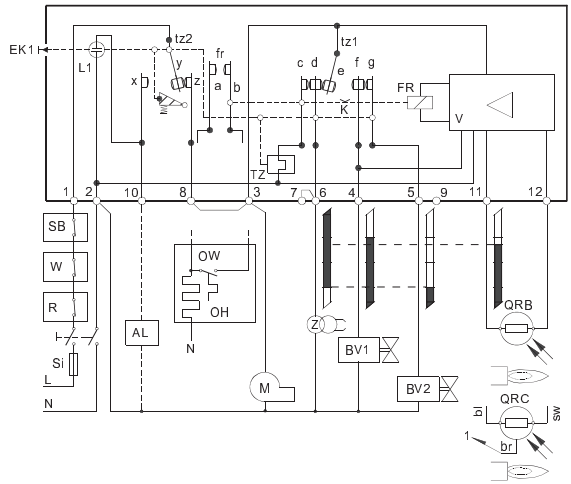 EK1
tz2
L1
fr
tz1
x
y
z
a
b
c
d
e
f
g
FR
K
V
TZ
1
2
10
8
3
7
6
4
5
9
11
12
SB
W
R
Si
L
N
AL
OW
OH
N
M
Z
BV1
BV2
QRB
QRC
bl
sw
br
1